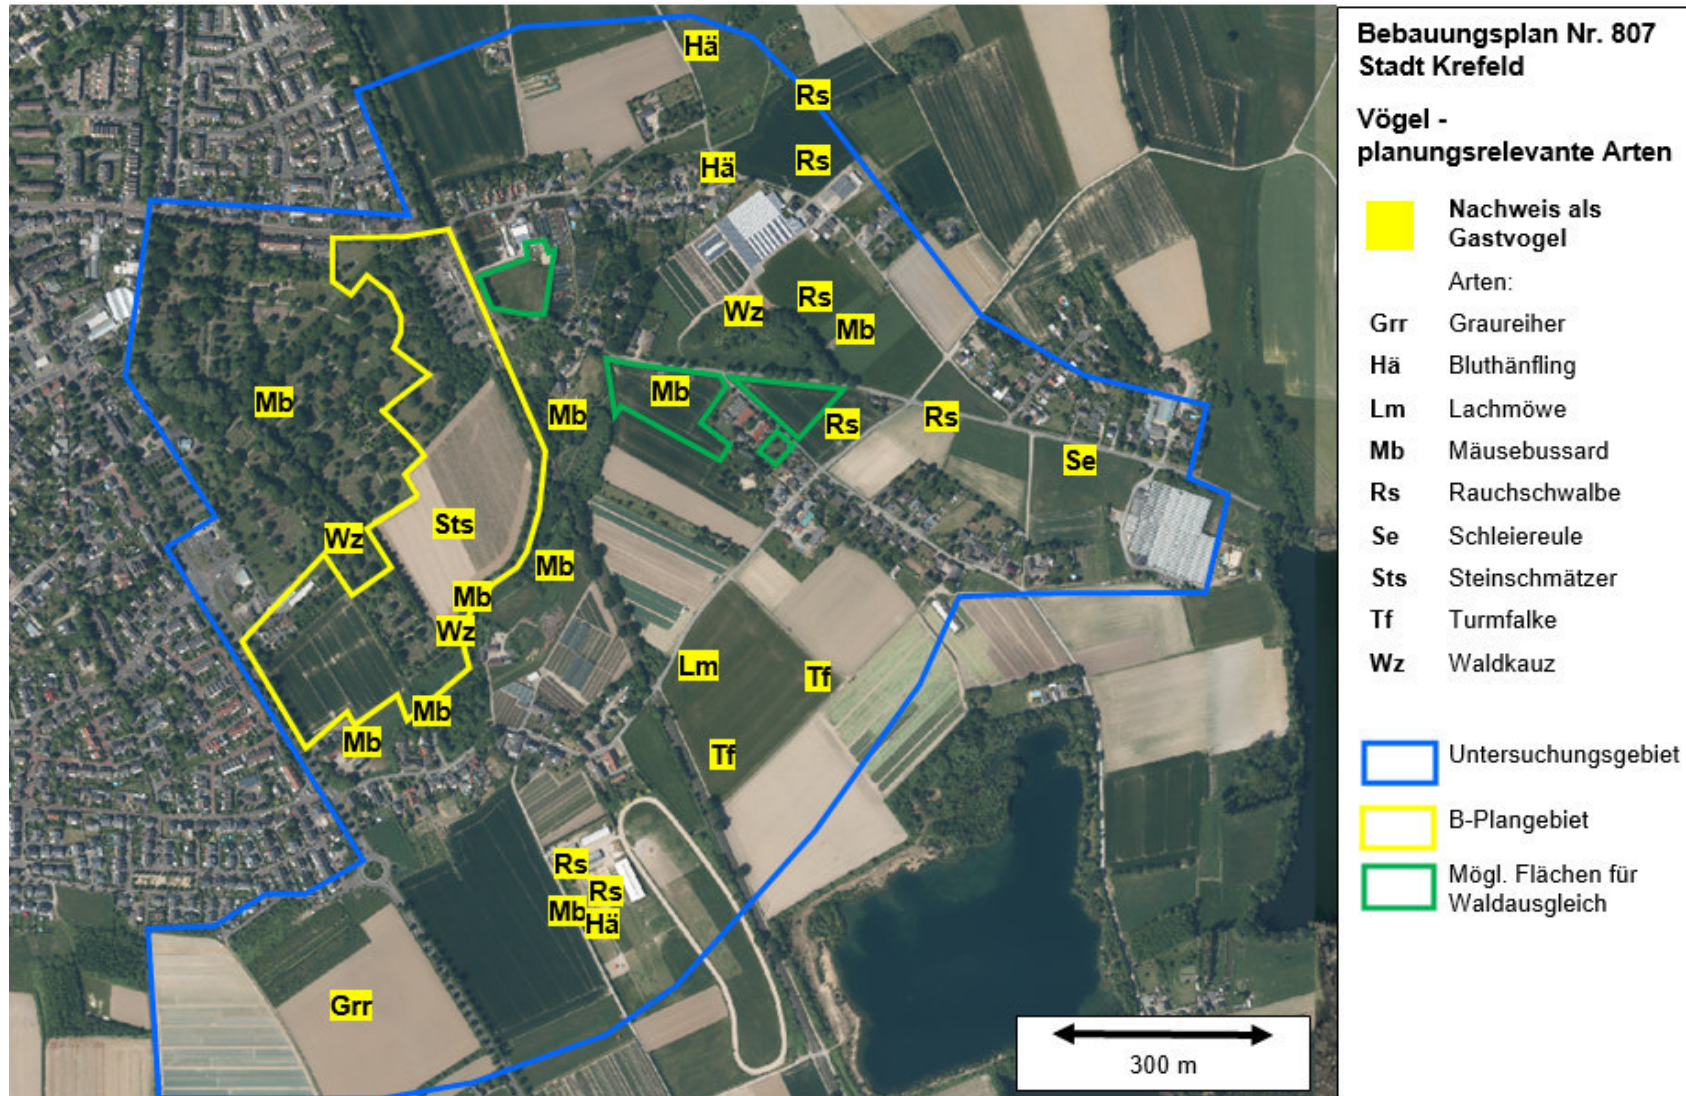 Hä
Rs
Rs
Hä
Rs
Wz
Mb
Mb
Mb
Mb
Rs
Rs
Se
Sts
Wz
Mb
Mb
Wz
Lm
Tf
Mb
Mb
Tf
Rs
Rs
Mb
Hä
Grr
300 m
Bebauungsplan Nr. 807
Stadt Krefeld
Vögel -
planungsrelevante Arten
Nachweis als
Gastvogel
Arten:
Grr Graureiher
Hä Bluthänfling
Lm Lachmöwe
Mb Mäusebussard
Rs Rauchschwalbe
Se Schleiereule
Sts Steinschmätzer
Tf Turmfalke
Wz Waldkauz
Untersuchungsgebiet
B-Plangebiet
Mögl. Flächen für
Waldausgleich